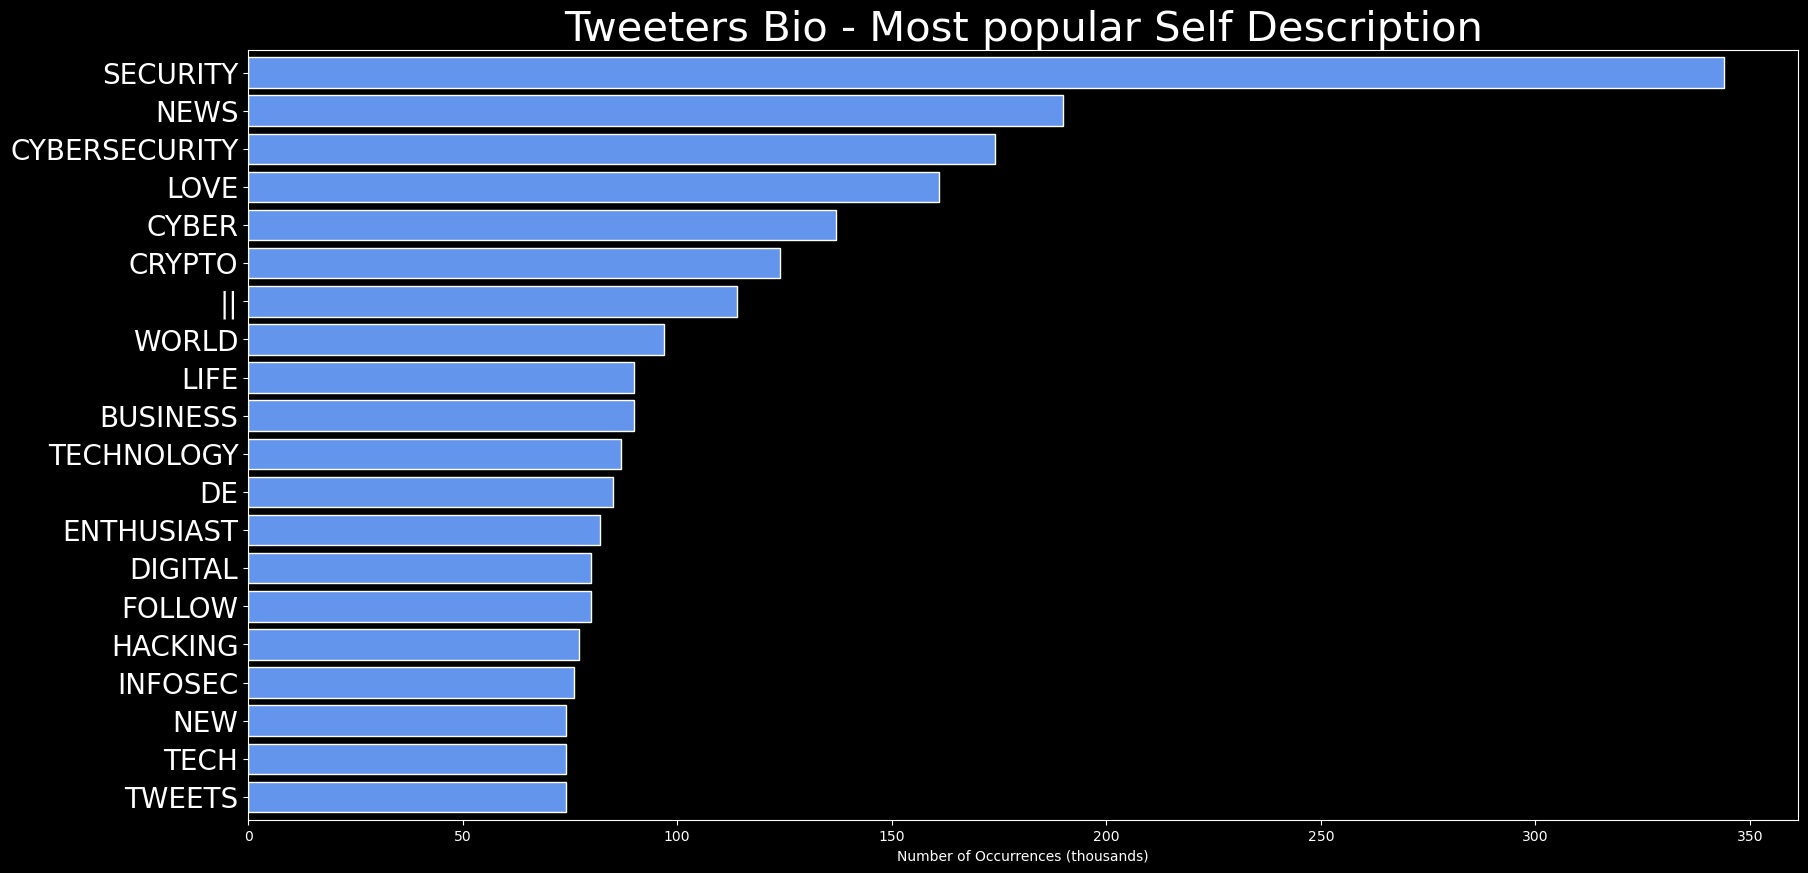 Tweeters Bio - Most popular Self Description
SECURITY
NEWS
CYBERSECURITY
LOVE
CYBER
CRYPTO
||
WORLD
LIFE
BUSINESS
TECHNOLOGY
DE
ENTHUSIAST
DIGITAL
FOLLOW
HACKING
INFOSEC
NEW
TECH
TWEETS
0 50 100 150 200 250 300 350
Number of Occurrences (thousands)